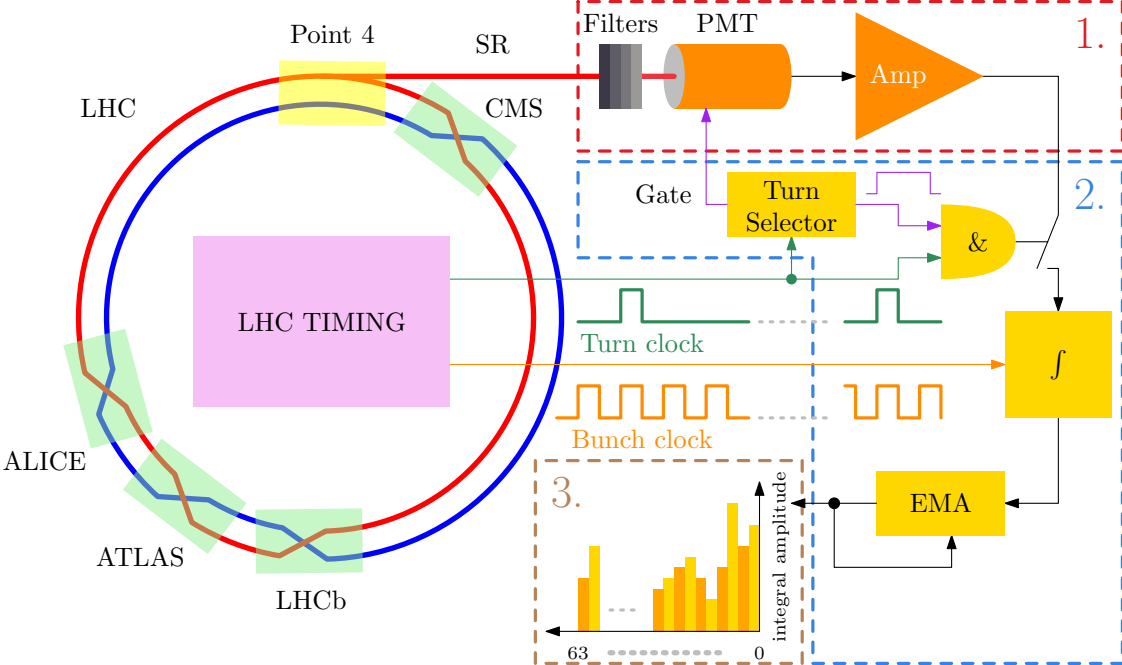 Point 4
SR
Filters
PMT
1.
LHC
CMS
Amp
Gate
Turn
Selector
2.
&
LHC TIMING
Turn clock
∫
Bunch clock
ALICE
3.
integral amplitude
EMA
ATLAS
LHCb
63
0